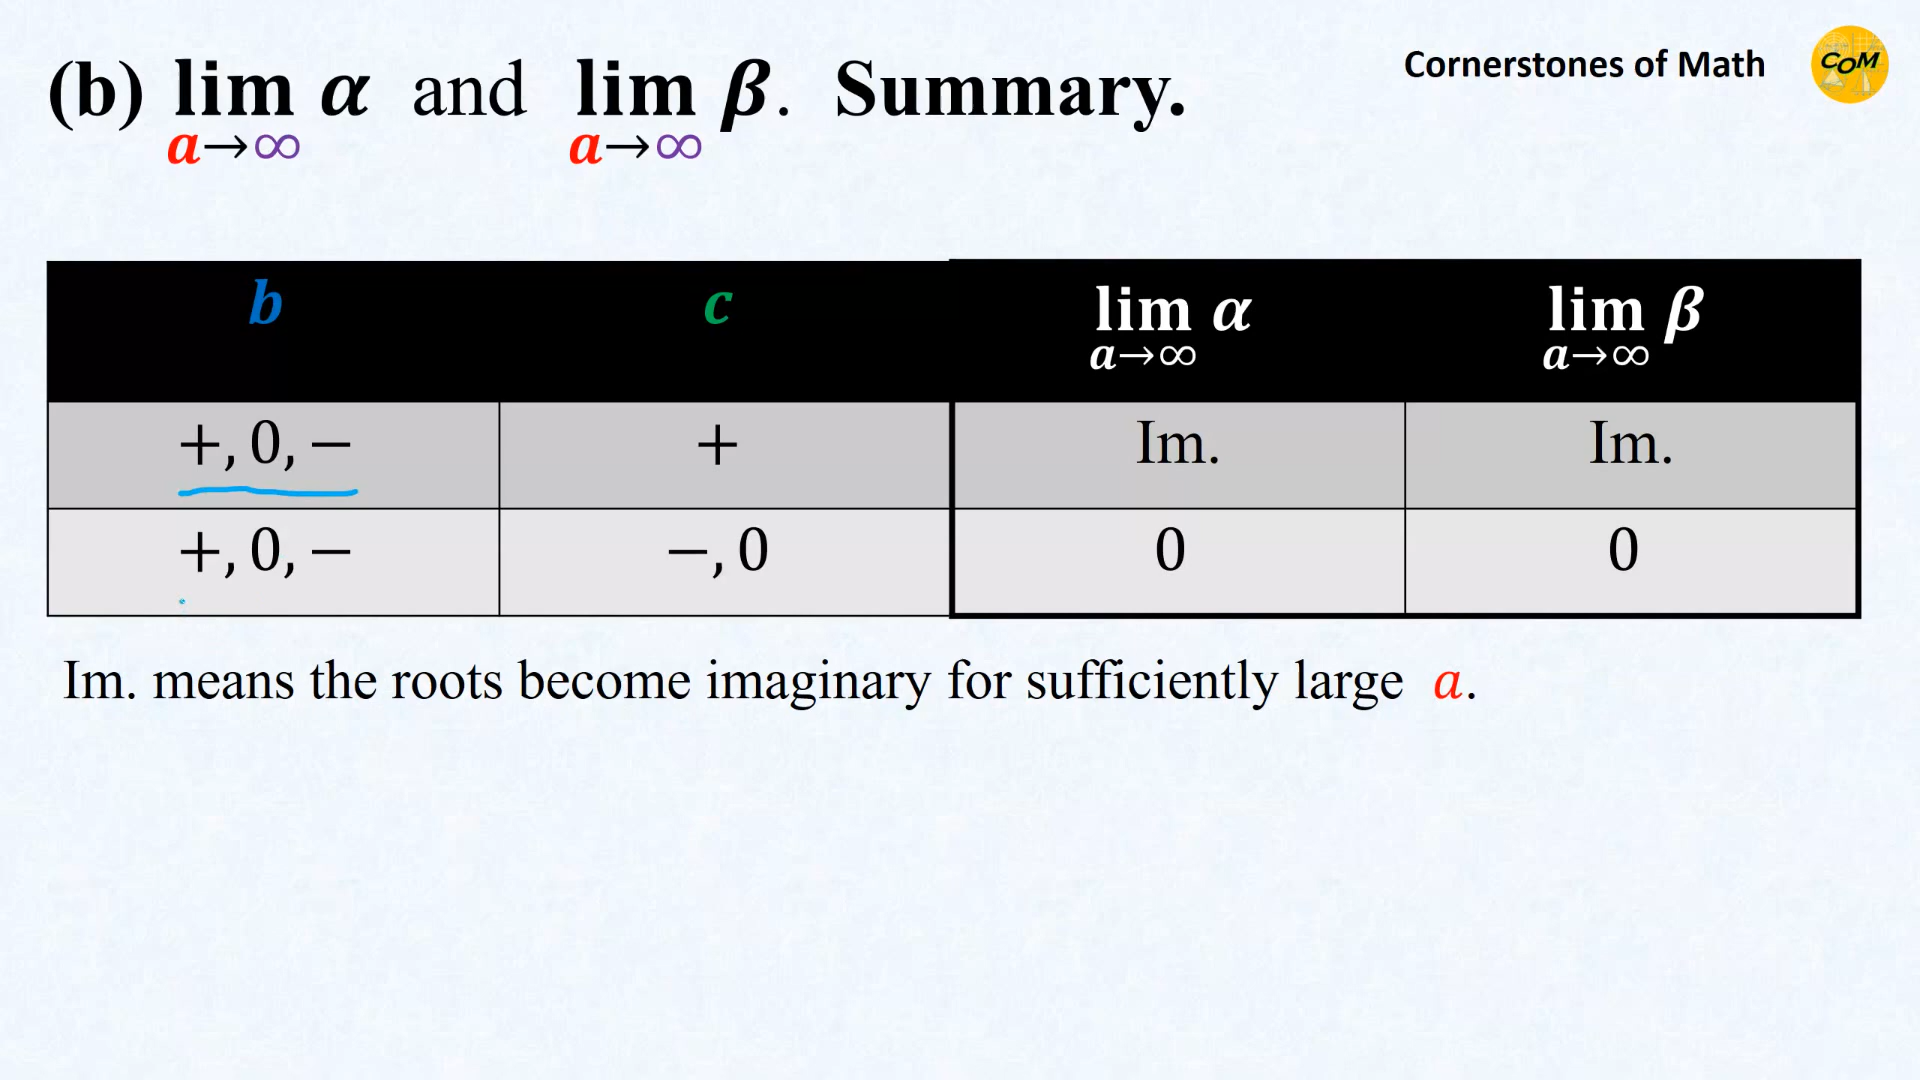 (b) lim α and lim β. Summary.
a→∞ a→∞
Cornerstones of Math
COM
b c lim α lim β
a→∞ a→∞
+, 0, − + Im. Im.
+, 0, − −, 0 0 0
Im. means the roots become imaginary for sufficiently large a.